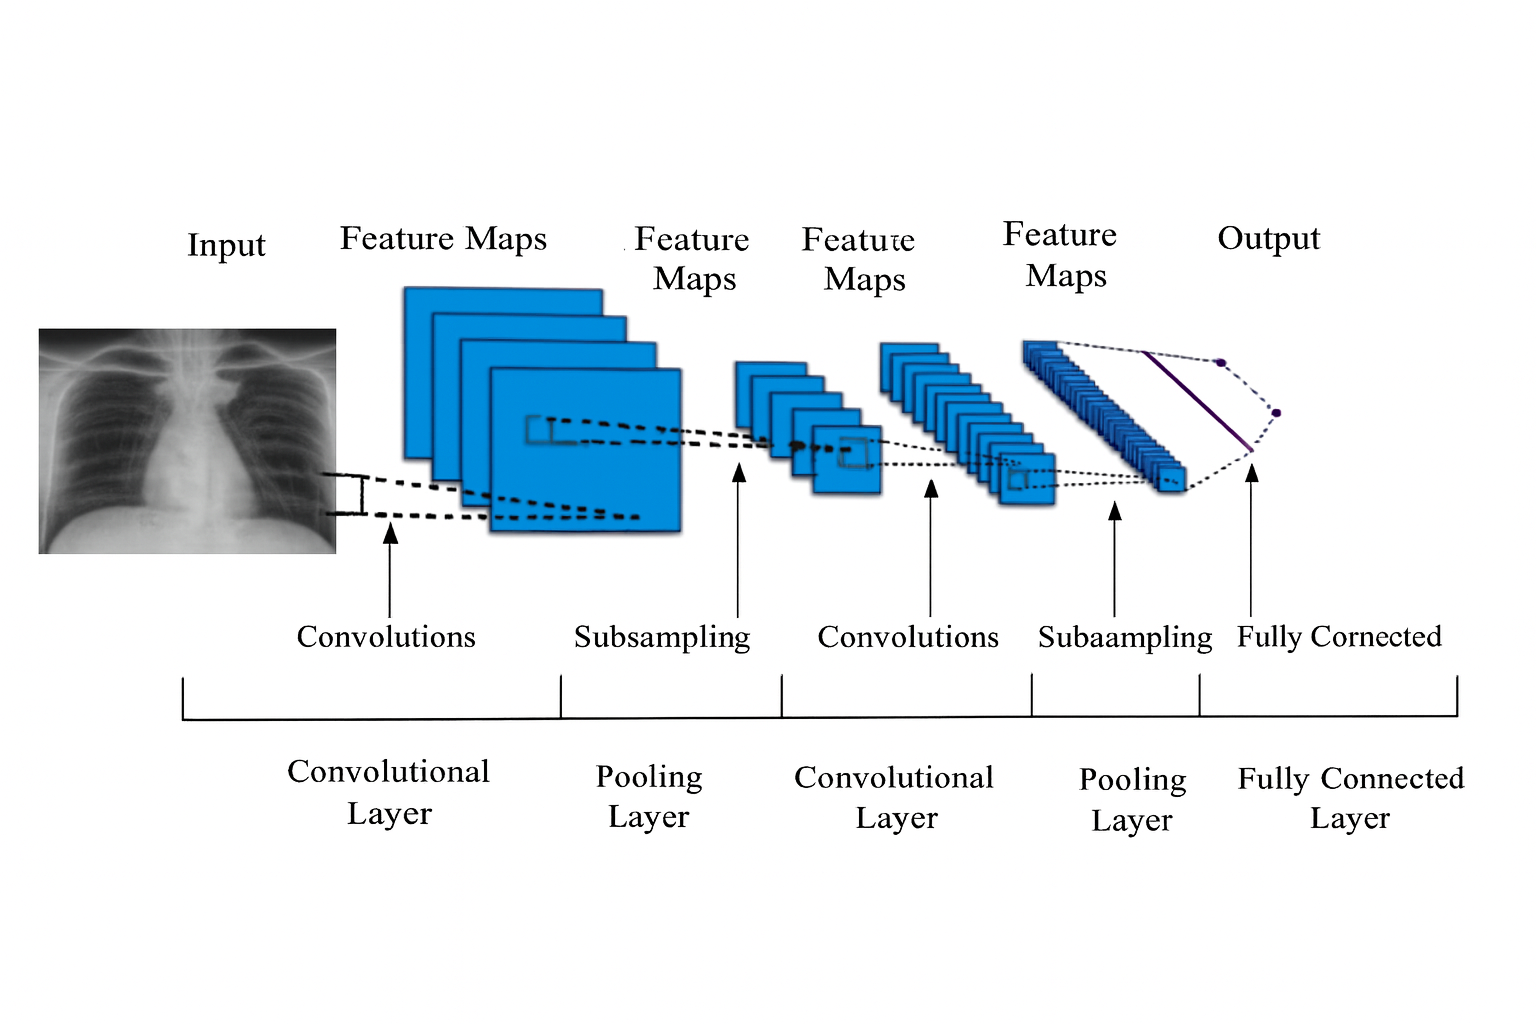 Input
Feature Maps
Feature
Maps
Feature
Maps
Feature
Maps
Output
Convolutions
Subsampling
Convolutions
Subaampling
Fully Cornected
Convolutional
Layer
Pooling
Layer
Convolutional
Layer
Pooling
Layer
Fully Connected
Layer